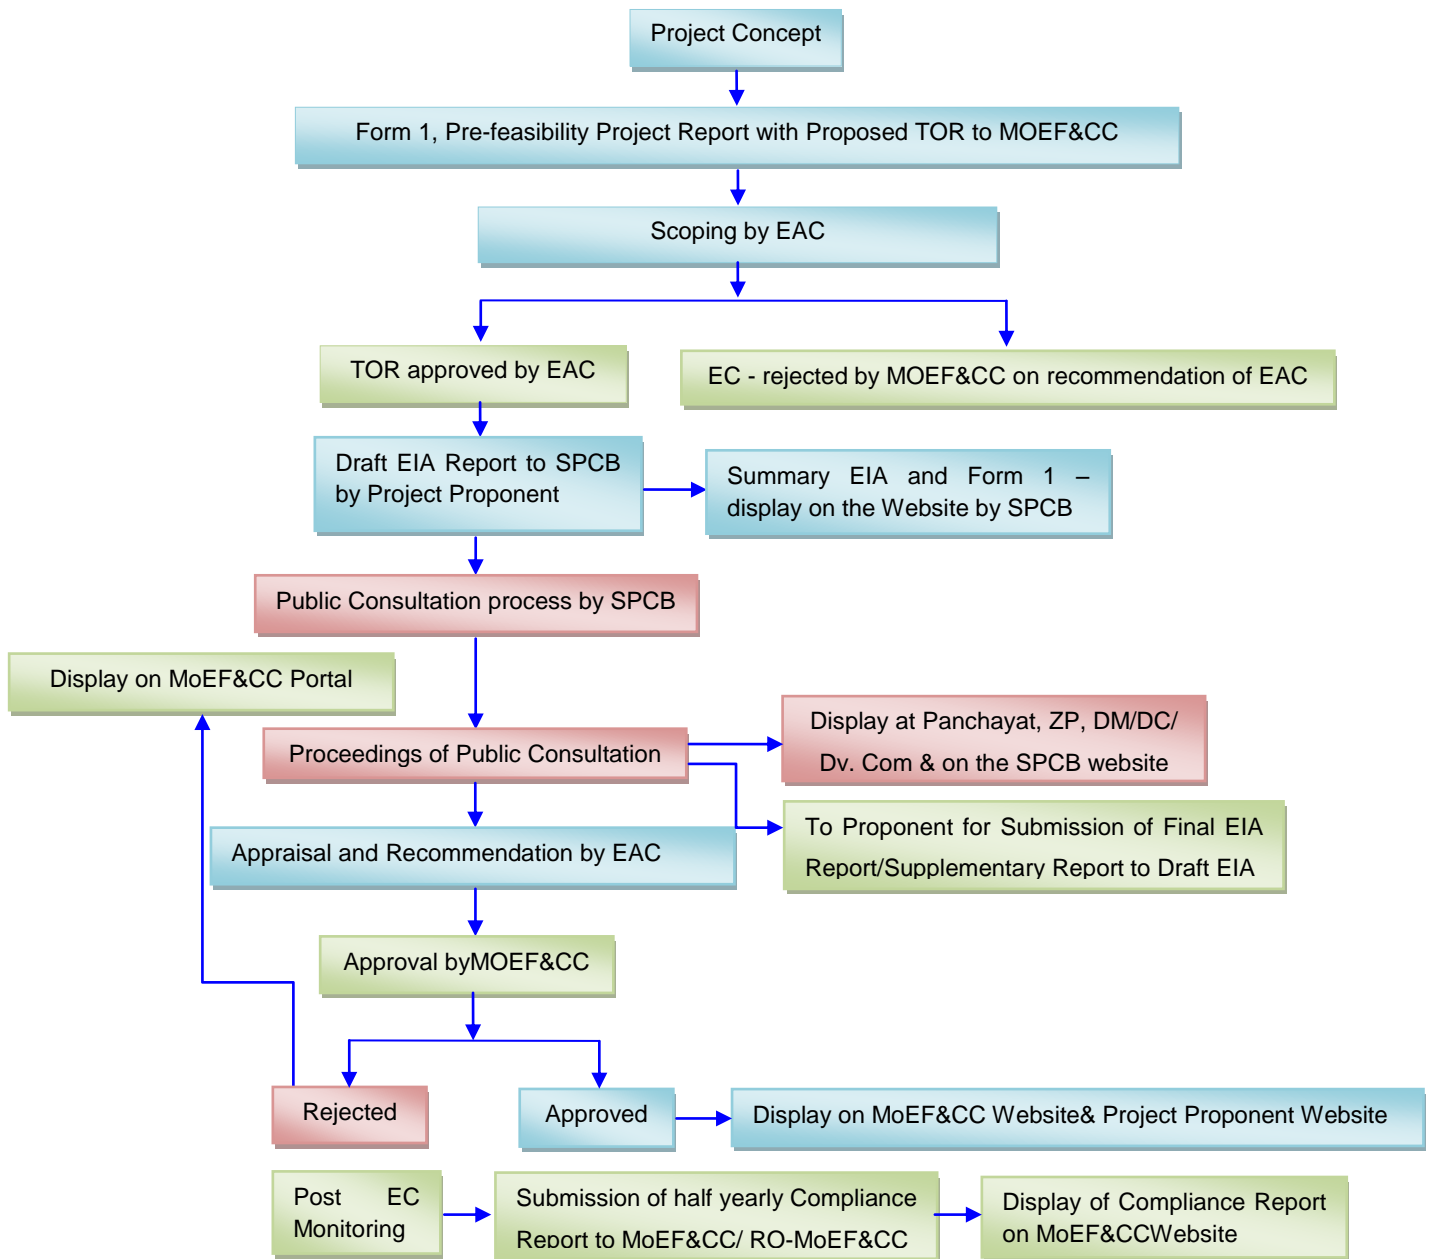 Project Concept
Form 1, Pre-feasibility Project Report with Proposed TOR to MOEF&CC
Scoping by EAC
TOR approved by EAC
EC - rejected by MOEF&CC on recommendation of EAC
Draft EIA Report to SPCB
by Project Proponent
Summary EIA and Form 1 –
display on the Website by SPCB
Public Consultation process by SPCB
Display on MoEF&CC Portal
Proceedings of Public Consultation
Display at Panchayat, ZP, DM/DC/
Dv. Com & on the SPCB website
To Proponent for Submission of Final EIA
Report/Supplementary Report to Draft EIA
Appraisal and Recommendation by EAC
Approval byMOEF&CC
Rejected
Approved
Display on MoEF&CC Website& Project Proponent Website
Post EC
Monitoring
Submission of half yearly Compliance
Report to MoEF&CC/ RO-MoEF&CC
Display of Compliance Report
on MoEF&CCWebsite